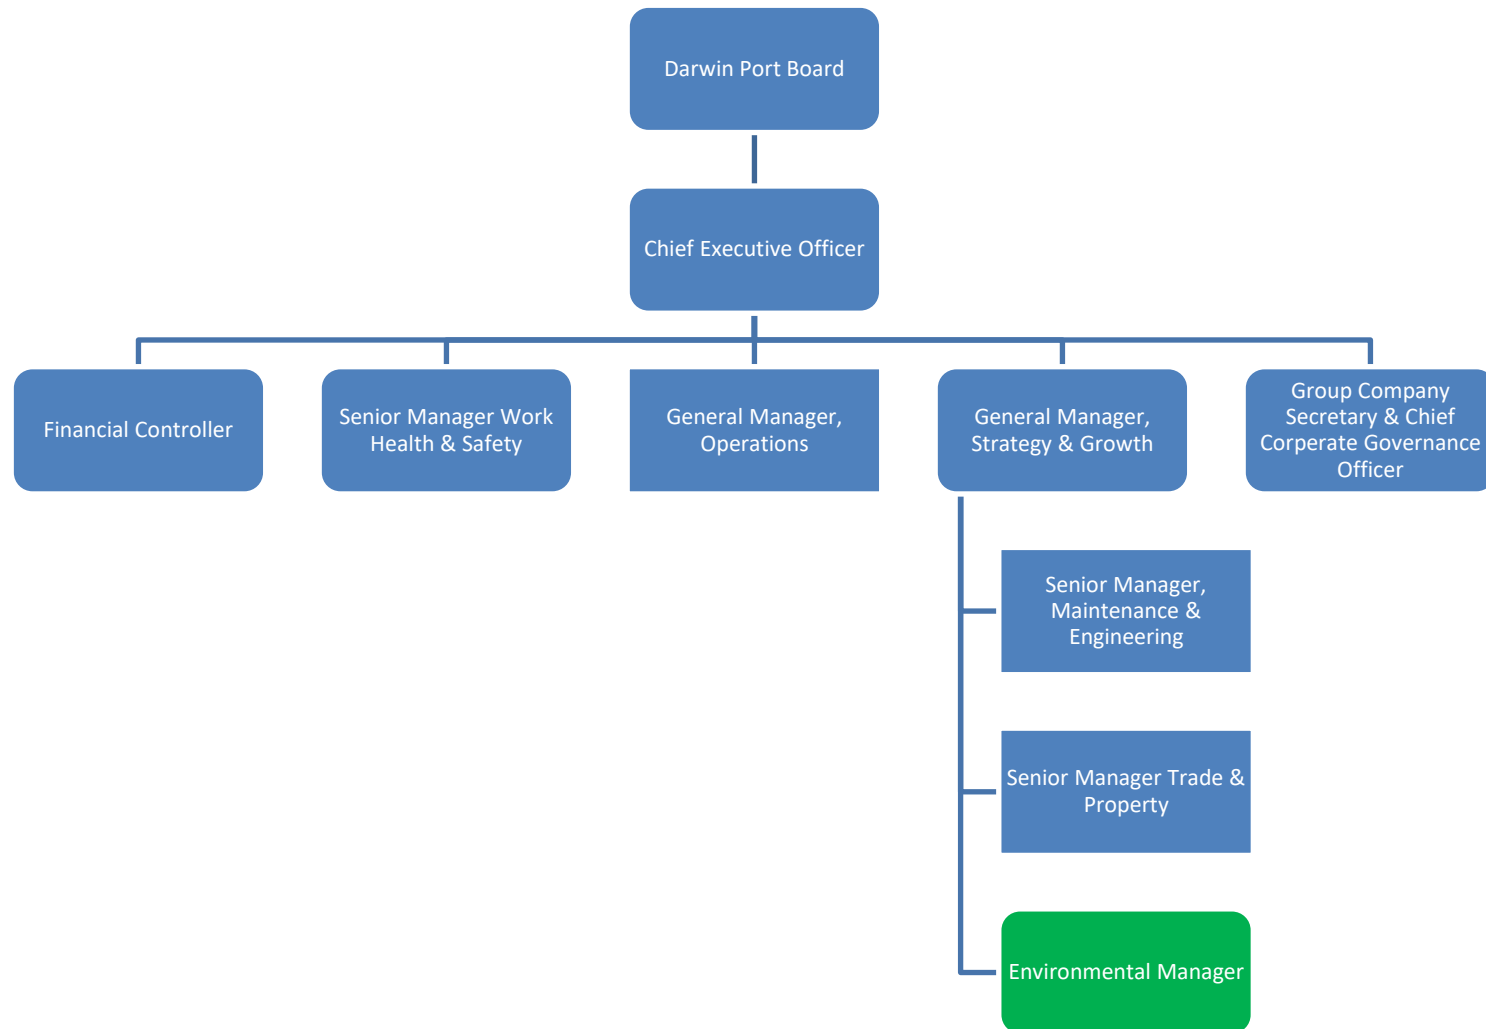 Darwin Port Board
Chief Executive Officer
Financial Controller
Senior Manager Work
Health & Safety
General Manager,
Operations
General Manager,
Strategy & Growth
Group Company
Secretary & Chief
Corperate Governance
Officer
Senior Manager,
Maintenance &
Engineering
Senior Manager Trade &
Property
Environmental Manager